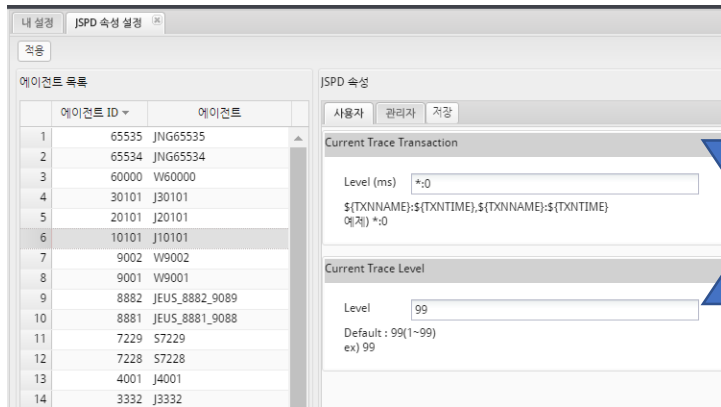 내 설정 JSPD 속성 설정
적용
에이전트 목록
에이전트 ID 에이전트
1 65535 JNG65535
2 65534 JNG65534
3 60000 W60000
4 30101 J30101
5 20101 J20101
6 10101 J10101
7 9002 W9002
8 9001 W9001
9 8882 JEUS_8882_9089
10 8881 JEUS_8881_9088
11 7229 S7229
12 7228 S7228
13 4001 J4001
14 3332 J3332
JSPD 속성
사용자 관리자 저장
Current Trace Transaction
Level (ms) *:0
${TXNNAME}:${TXNTIME},${TXNNAME}:${TXNTIME}
예제) *:0
Current Trace Level
Level 99
Default : 99(1~99)
ex) 99